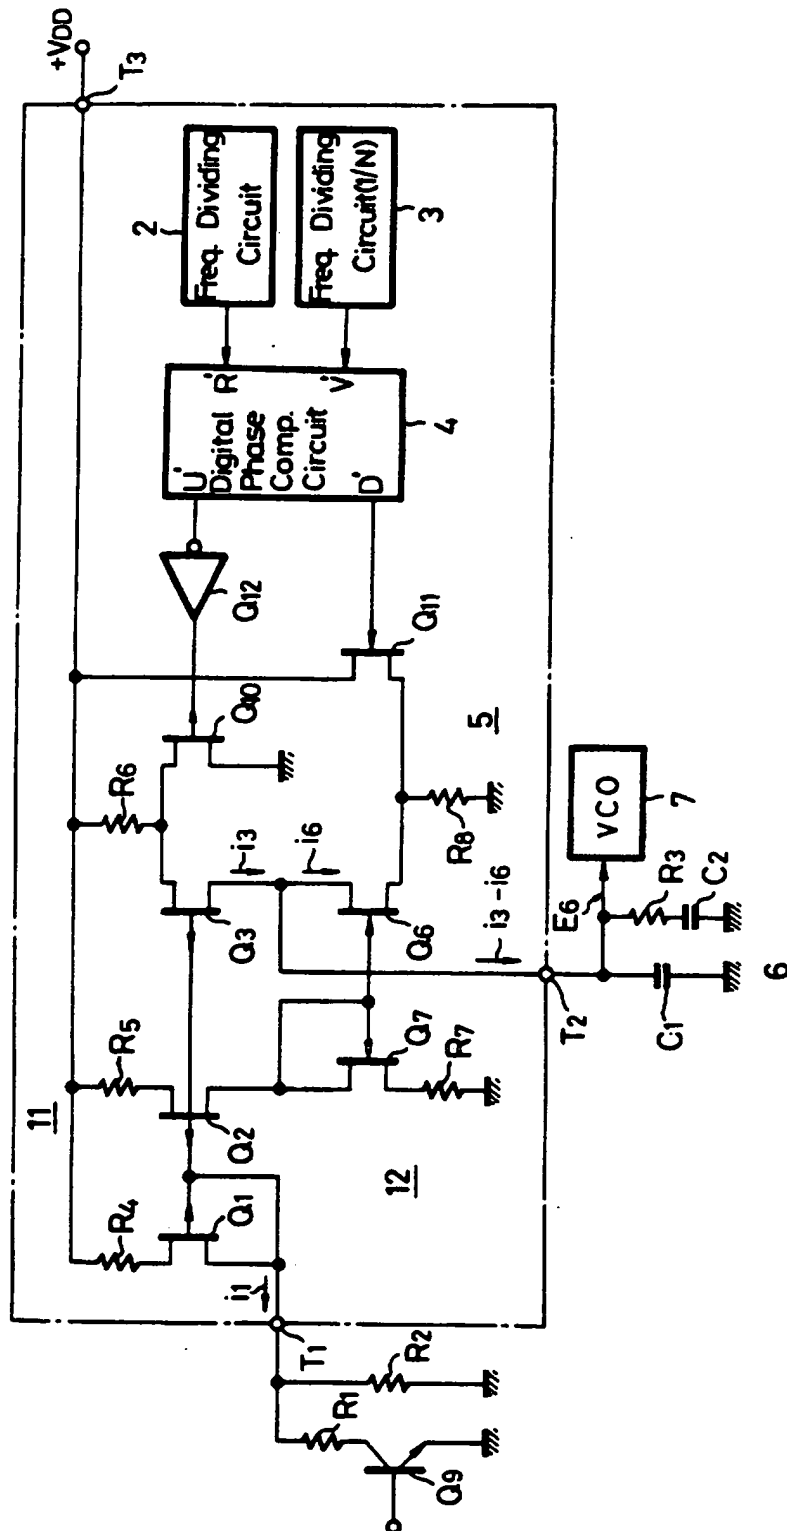 +VDD
T3
11
R4
R5
R6
2
Freq. Dividing
Circuit
3
Freq. Dividing
Circuit(1/N)
U'
R'
Digital
Phase
Comp.
Circuit
D'
V'
4
Q12
Q10
Q11
Q1
Q2
Q3
i1
i3
i6
T1
12
Q7
Q6
R7
R8
5
R1
R2
Q9
i3-i6
T2
E6
VCO
7
R3
C1
C2
6